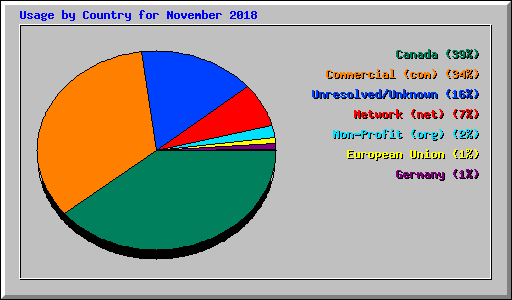 Usage by Country for November 2018
Canada (39%)
Commercial (com) (34%)
Unresolved/Unknown (16%)
Network (net) (7%)
Non-Profit (org) (2%)
European Union (1%)
Germany (1%)